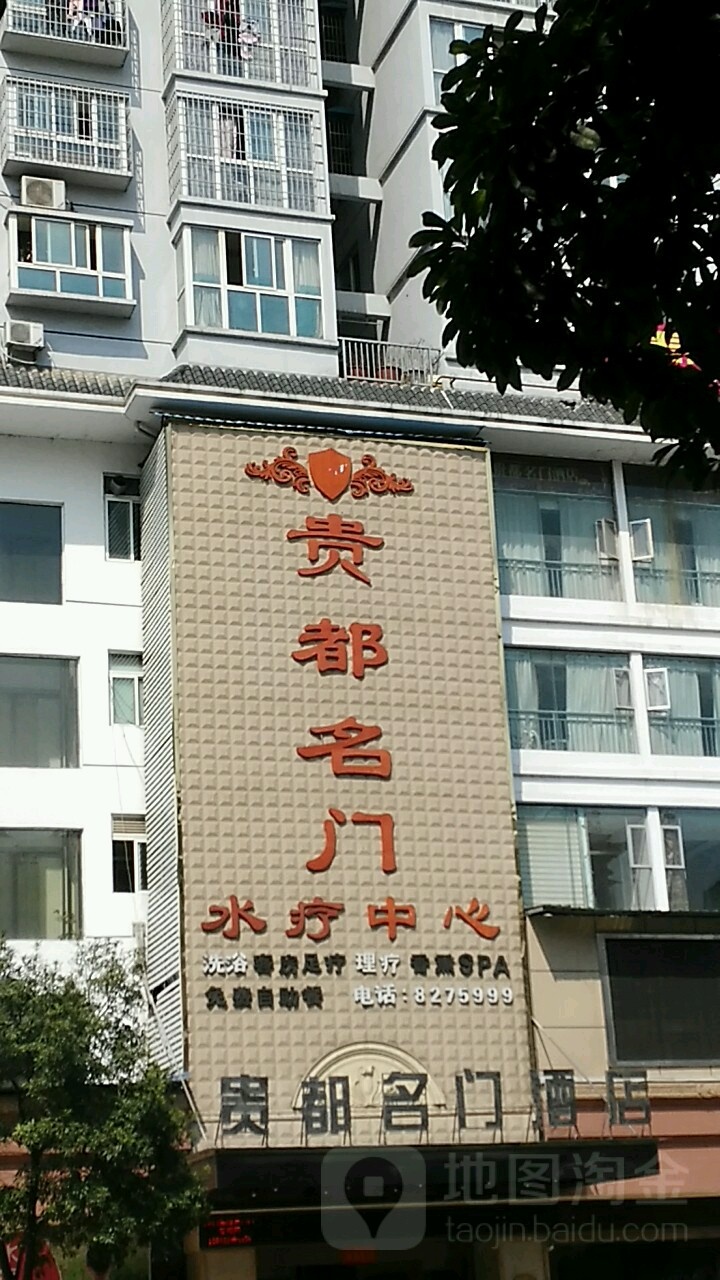 贵都名门
水疗中心
洗浴 客房足疗 理疗 香熏SPA
免费自助餐 电话:8275999
贵都名门酒店
地图淘金
taojin.baidu.com